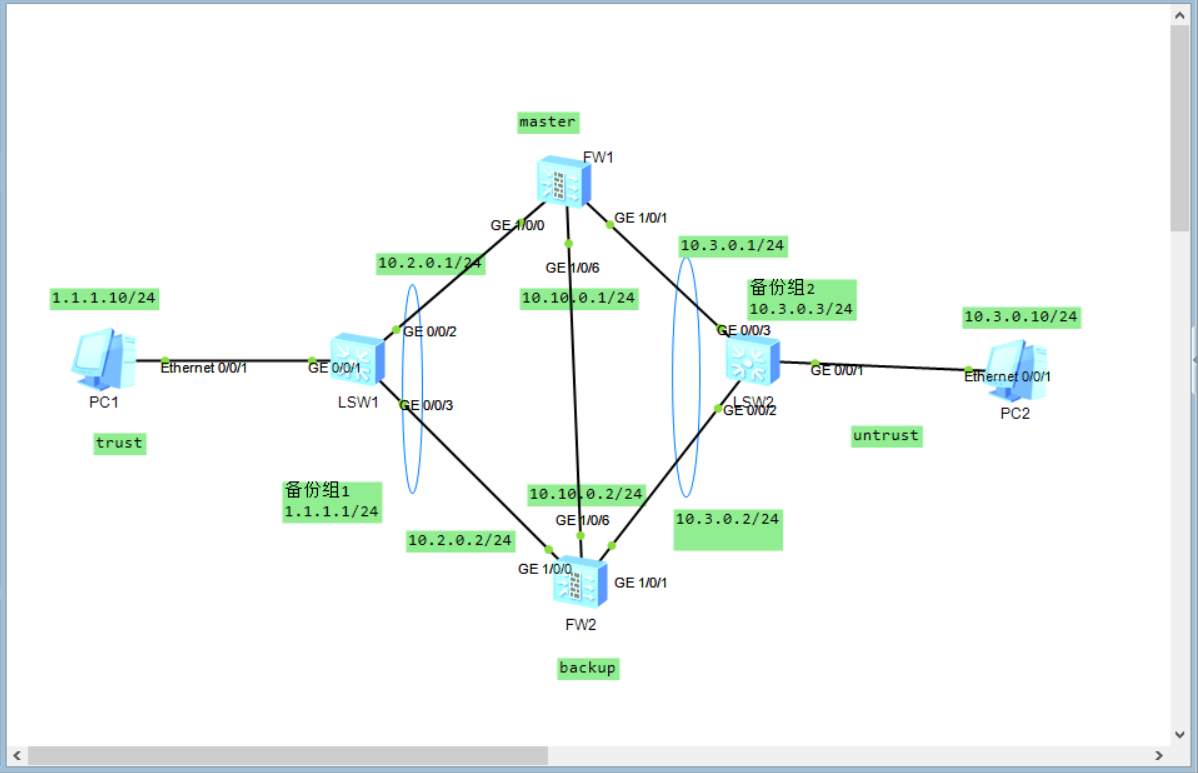 master
FW1
GE 1/0/0
GE 1/0/1
10.2.0.1/24
GE 1/0/6
10.3.0.1/24
1.1.1.10/24
10.10.0.1/24
备份组2
10.3.0.3/24
10.3.0.10/24
GE 0/0/2
GE 0/0/3
Ethernet 0/0/1
GE 0/0/1
GE 0/0/1
Ethernet 0/0/1
PC1
LSW1
GE 0/0/3
LSW2
GE 0/0/2
PC2
trust
untrust
备份组1
1.1.1.1/24
10.10.0.2/24
GE 1/0/6
10.3.0.2/24
10.2.0.2/24
GE 1/0/0
GE 1/0/1
FW2
backup